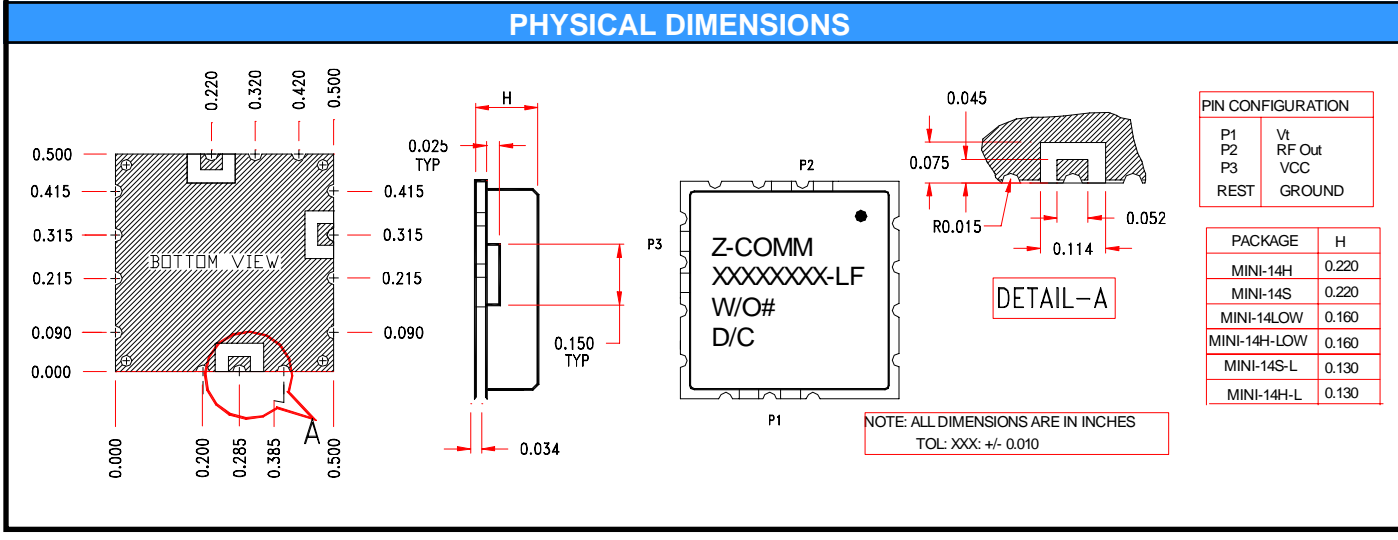 PHYSICAL DIMENSIONS
0.220
0.320
0.420
0.500
0.500
0.415
0.315
0.215
0.090
0.000
0.415
0.315
0.215
0.090
BOTTOM VIEW
A
0.000
0.200
0.285
0.385
0.500
H
0.025
TYP
0.150
TYP
0.034
P2
P3
Z-COMM
XXXXXXXX-LF
W/O#
D/C
P1
0.045
0.075
R0.015
0.052
0.114
DETAIL-A
NOTE: ALL DIMENSIONS ARE IN INCHES
TOL: XXX: +/- 0.010
PIN CONFIGURATION
P1 Vt
P2 RF Out
P3 VCC
REST GROUND
PACKAGE H
MINI-14H 0.220
MINI-14S 0.220
MINI-14LOW 0.160
MINI-14H-LOW 0.160
MINI-14S-L 0.130
MINI-14H-L 0.130